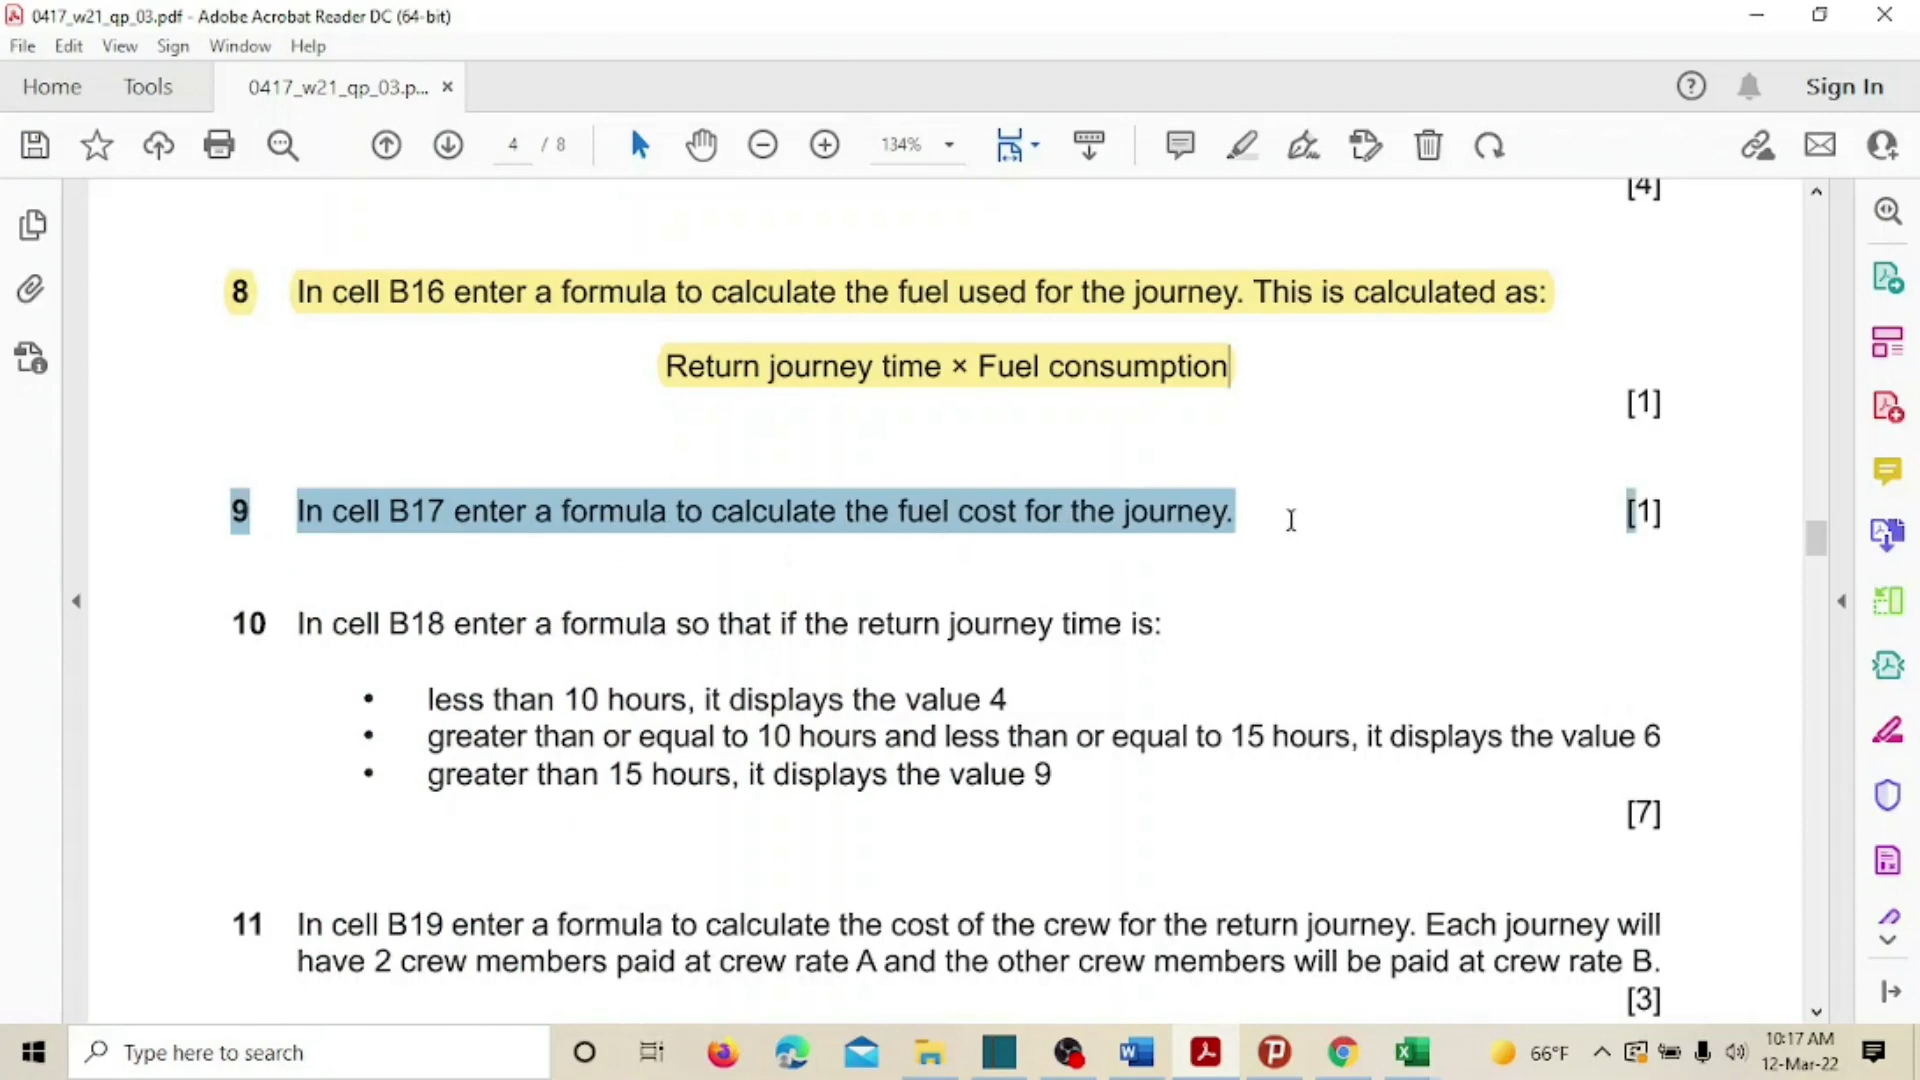 0417_w21_qp_03.pdf - Adobe Acrobat Reader DC (64-bit)
File Edit View Sign Window Help
Home Tools 0417_w21_qp_03.p... × Sign In
4 / 8 134%
[4]
8 In cell B16 enter a formula to calculate the fuel used for the journey. This is calculated as:
Return journey time × Fuel consumption
[1]
9 In cell B17 enter a formula to calculate the fuel cost for the journey. [1]
10 In cell B18 enter a formula so that if the return journey time is:
• less than 10 hours, it displays the value 4
• greater than or equal to 10 hours and less than or equal to 15 hours, it displays the value 6
• greater than 15 hours, it displays the value 9
[7]
11 In cell B19 enter a formula to calculate the cost of the crew for the return journey. Each journey will
have 2 crew members paid at crew rate A and the other crew members will be paid at crew rate B.
[3]
Type here to search 66°F 10:17 AM
12-Mar-22